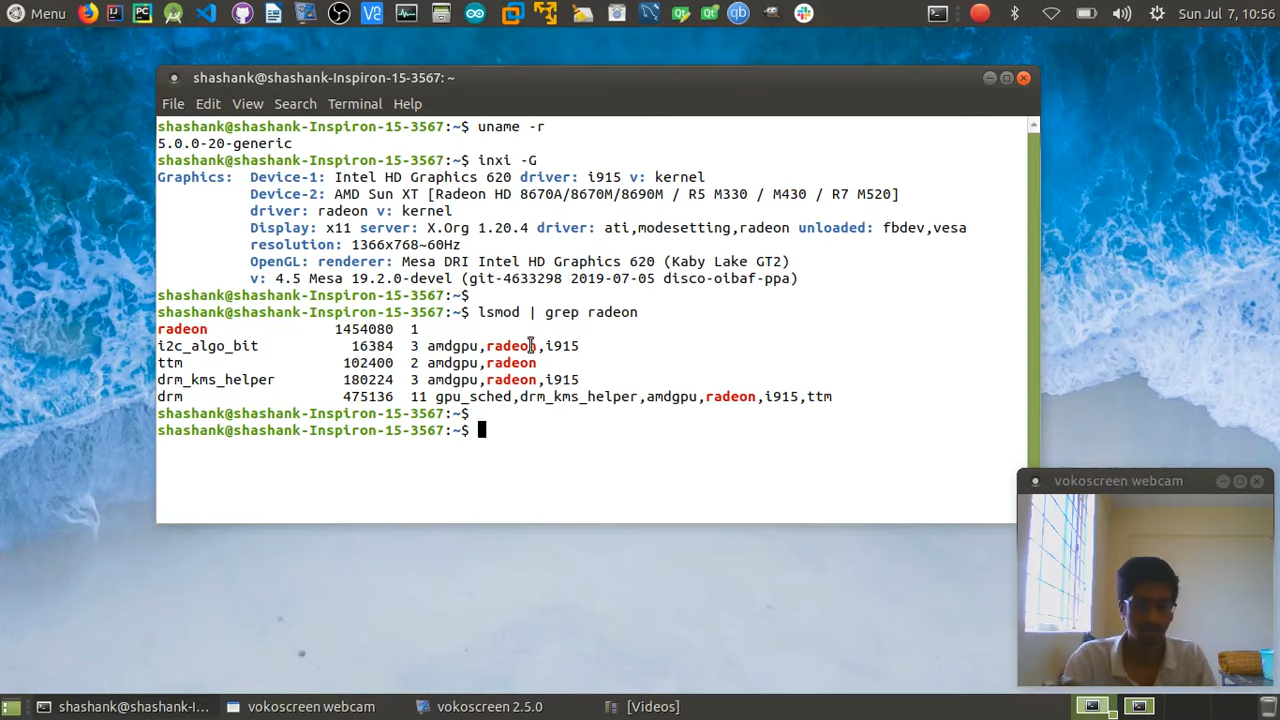 Menu
Sun Jul 7, 10:56
shashank@shashank-Inspiron-15-3567: ~
File Edit View Search Terminal Help
shashank@shashank-Inspiron-15-3567:~$ uname -r
5.0.0-20-generic
shashank@shashank-Inspiron-15-3567:~$ inxi -G
Graphics: Device-1: Intel HD Graphics 620 driver: i915 v: kernel
Device-2: AMD Sun XT [Radeon HD 8670A/8670M/8690M / R5 M330 / M430 / R7 M520]
driver: radeon v: kernel
Display: x11 server: X.Org 1.20.4 driver: ati,modesetting,radeon unloaded: fbdev,vesa
resolution: 1366x768~60Hz
OpenGL: renderer: Mesa DRI Intel HD Graphics 620 (Kaby Lake GT2)
v: 4.5 Mesa 19.2.0-devel (git-4633298 2019-07-05 disco-oibaf-ppa)
shashank@shashank-Inspiron-15-3567:~$
shashank@shashank-Inspiron-15-3567:~$ lsmod | grep radeon
radeon 1454080 1
i2c_algo_bit 16384 3 amdgpu,radeon,i915
ttm 102400 2 amdgpu,radeon
drm_kms_helper 180224 3 amdgpu,radeon,i915
drm 475136 11 gpu_sched,drm_kms_helper,amdgpu,radeon,i915,ttm
shashank@shashank-Inspiron-15-3567:~$
shashank@shashank-Inspiron-15-3567:~$
vokoscreen webcam
shashank@shashank-I...
vokoscreen webcam
vokoscreen 2.5.0
[Videos]